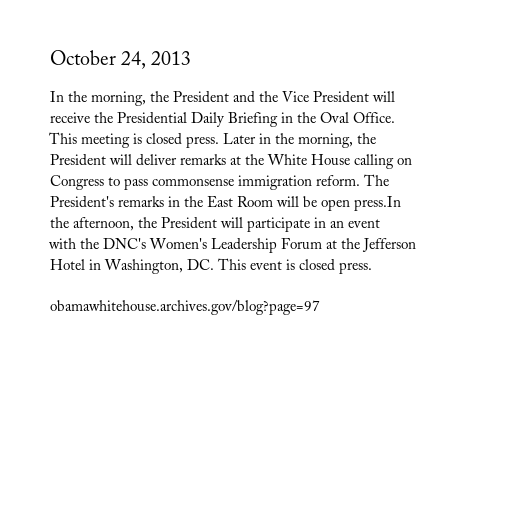 October 24, 2013
In the morning, the President and the Vice President will
receive the Presidential Daily Briefing in the Oval Office.
This meeting is closed press. Later in the morning, the
President will deliver remarks at the White House calling on
Congress to pass commonsense immigration reform. The
President's remarks in the East Room will be open press.In
the afternoon, the President will participate in an event
with the DNC's Women's Leadership Forum at the Jefferson
Hotel in Washington, DC. This event is closed press.
obamawhitehouse.archives.gov/blog?page=97